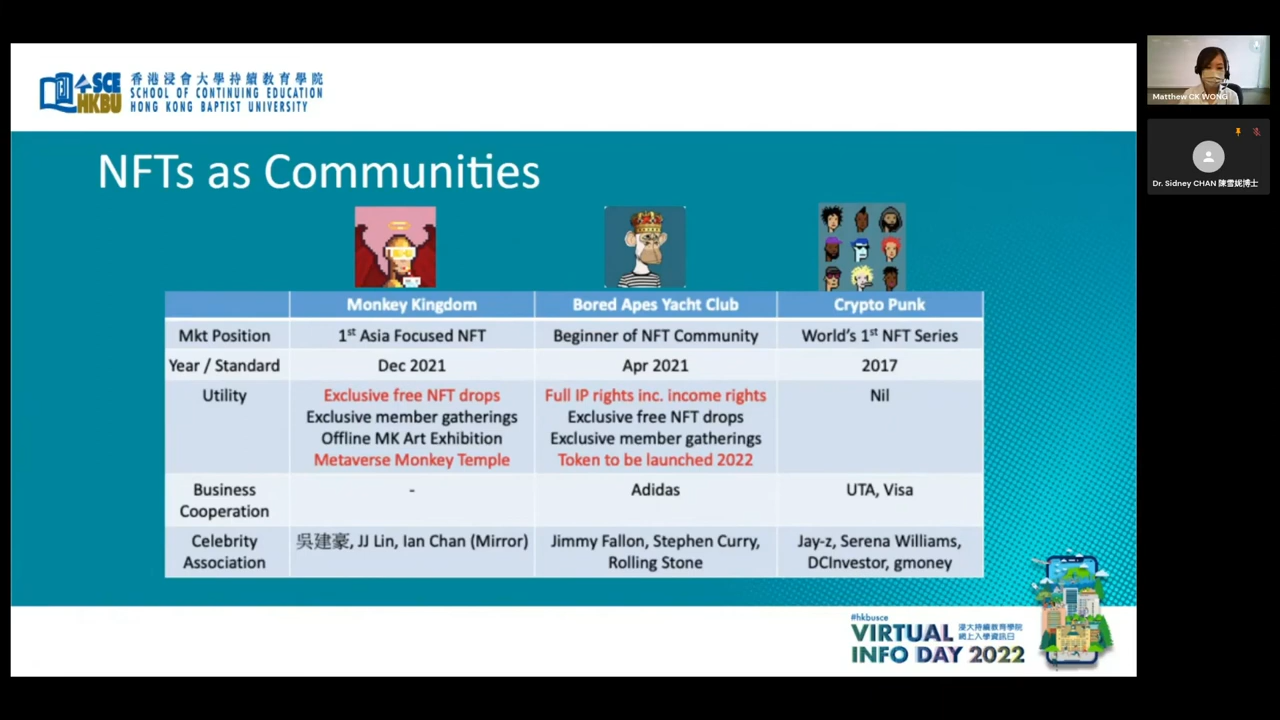 SCE
HKBU
香港浸會大學持續教育學院
SCHOOL OF CONTINUING EDUCATION
HONG KONG BAPTIST UNIVERSITY
Matthew CK WONG
Dr. Sidney CHAN 陳雪妮博士
NFTs as Communities
Monkey Kingdom Bored Apes Yacht Club Crypto Punk
Mkt Position 1st Asia Focused NFT Beginner of NFT Community World's 1st NFT Series
Year / Standard Dec 2021 Apr 2021 2017
Utility Exclusive free NFT drops Full IP rights inc. income rights Nil
Exclusive member gatherings Exclusive free NFT drops
Offline MK Art Exhibition Exclusive member gatherings
Metaverse Monkey Temple Token to be launched 2022
Business - Adidas UTA, Visa
Cooperation
Celebrity 吳建豪, JJ Lin, Ian Chan (Mirror) Jimmy Fallon, Stephen Curry, Jay-z, Serena Williams,
Association Rolling Stone DCInvestor, gmoney
#hkbusce
VIRTUAL 浸大持續教育學院
網上入學資訊日
INFO DAY 2022